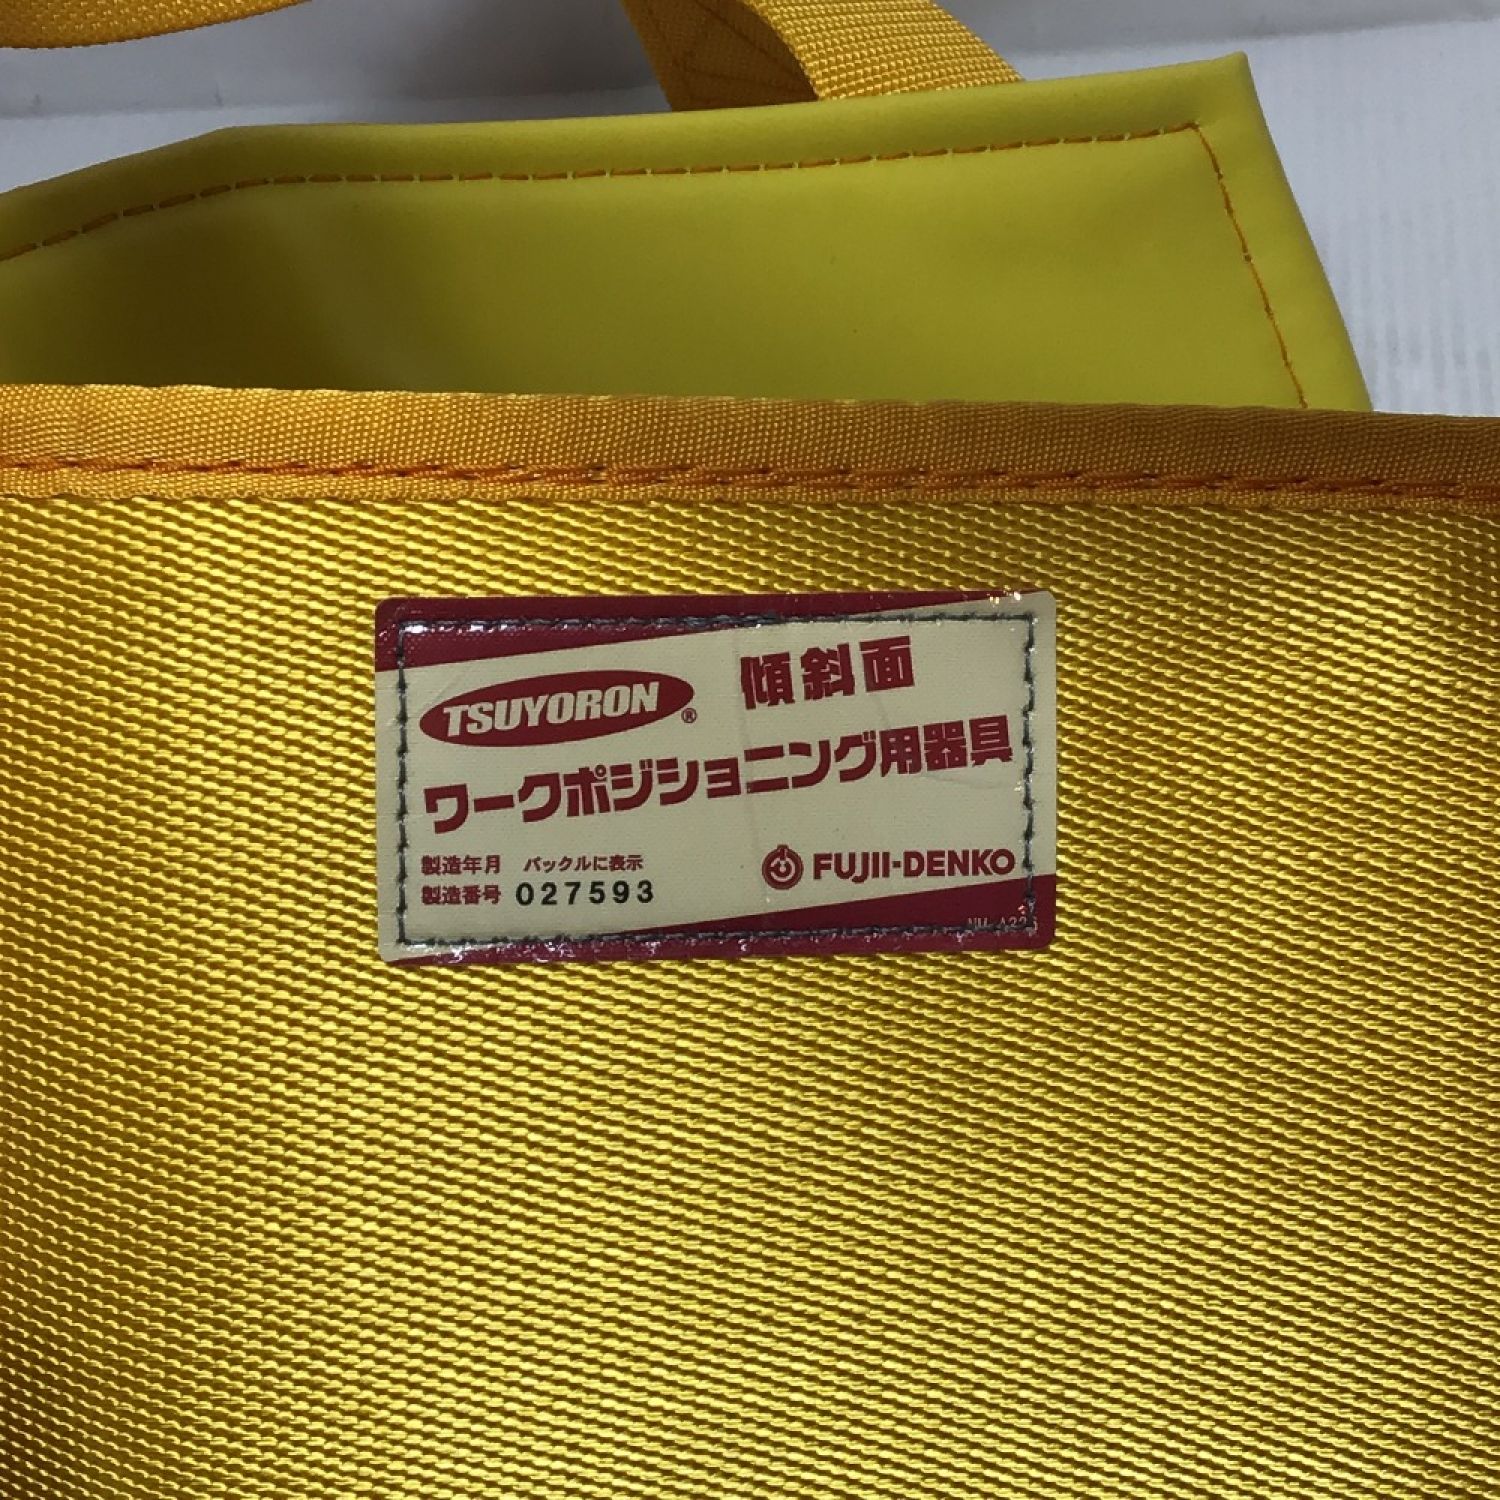 TSUYORON® 傾斜面
ワークポジショニング用器具
製造年月 バックルに表示
製造番号 027593
FUJII-DENKO